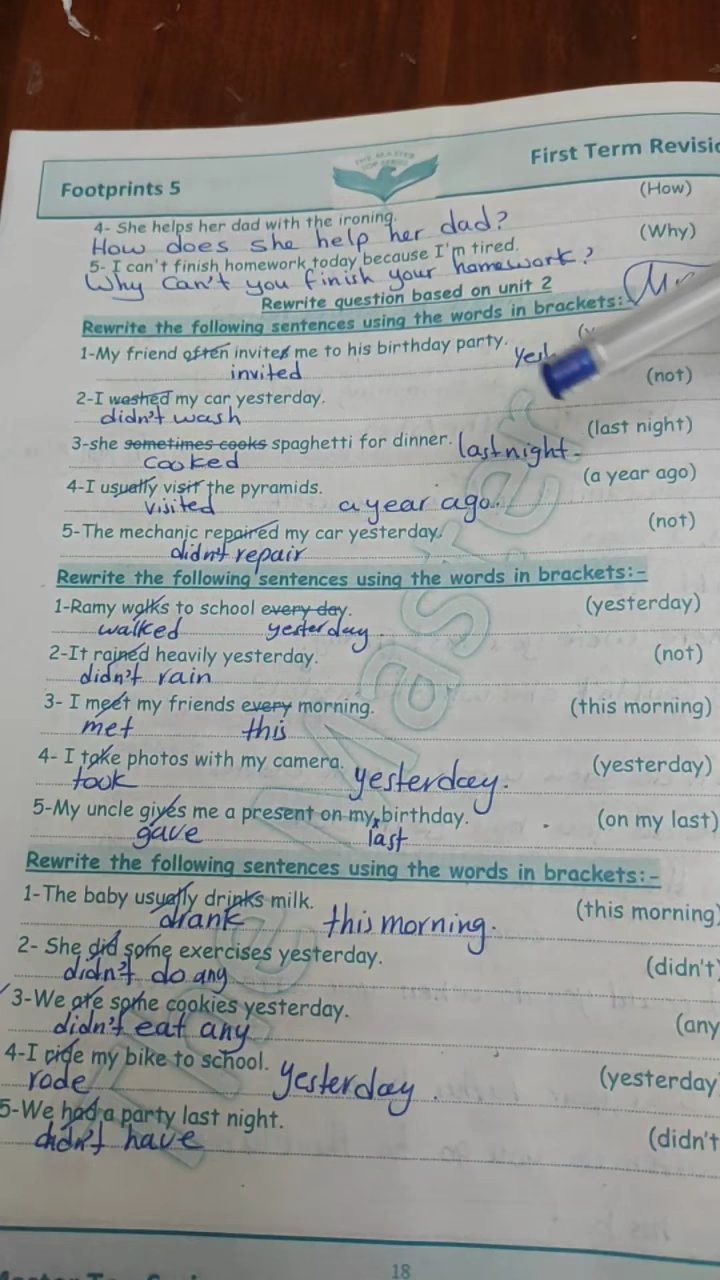 Footprints 5
THE MASTER
First Term
(How)
4- She helps her dad with the ironing.
How does she help her dad?
(Why)
5- I can't finish homework today because I'm tired.
Why can't you finish your homework?
Rewrite question based on unit 2
Rewrite the following sentences using the words in brackets:-
1-My friend often invites me to his birthday party.
invited
(not)
2-I washed my car yesterday.
didn't wash
3-she sometimes cooks spaghetti for dinner. (last night)
cooked last night.
4-I usually visit the pyramids. (a year ago)
visited a year ago.
5-The mechanic repaired my car yesterday. (not)
didn't repair
Rewrite the following sentences using the words in brackets:-
1-Ramy walks to school every day. (yesterday)
walked yesterday.
2-It rained heavily yesterday. (not)
didn't rain
3- I meet my friends every morning. (this morning)
met this
4- I take photos with my camera. (yesterday)
took yesterday.
5-My uncle gives me a present on my birthday. (on my last)
gave last
Rewrite the following sentences using the words in brackets:-
1-The baby usually drinks milk. (this morning)
drank this morning.
2- She did some exercises yesterday. (didn't)
didn't do any
3-We ate some cookies yesterday. (any
didn't eat any
4-I ride my bike to school. (yesterday
rode yesterday.
5-We had a party last night. (didn't
didn't have
The Master
18